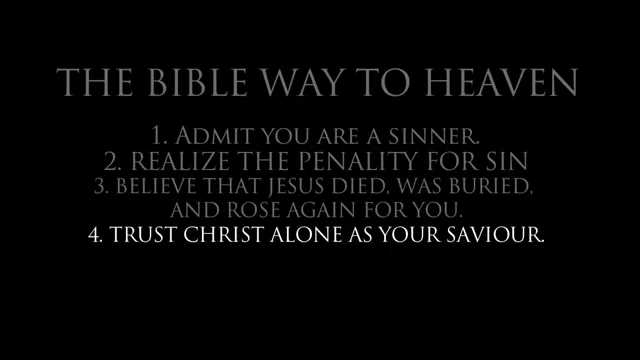 THE BIBLE WAY TO HEAVEN
1. ADMIT YOU ARE A SINNER.
2. REALIZE THE PENALITY FOR SIN
3. BELIEVE THAT JESUS DIED, WAS BURIED,
AND ROSE AGAIN FOR YOU.
4. TRUST CHRIST ALONE AS YOUR SAVIOUR.